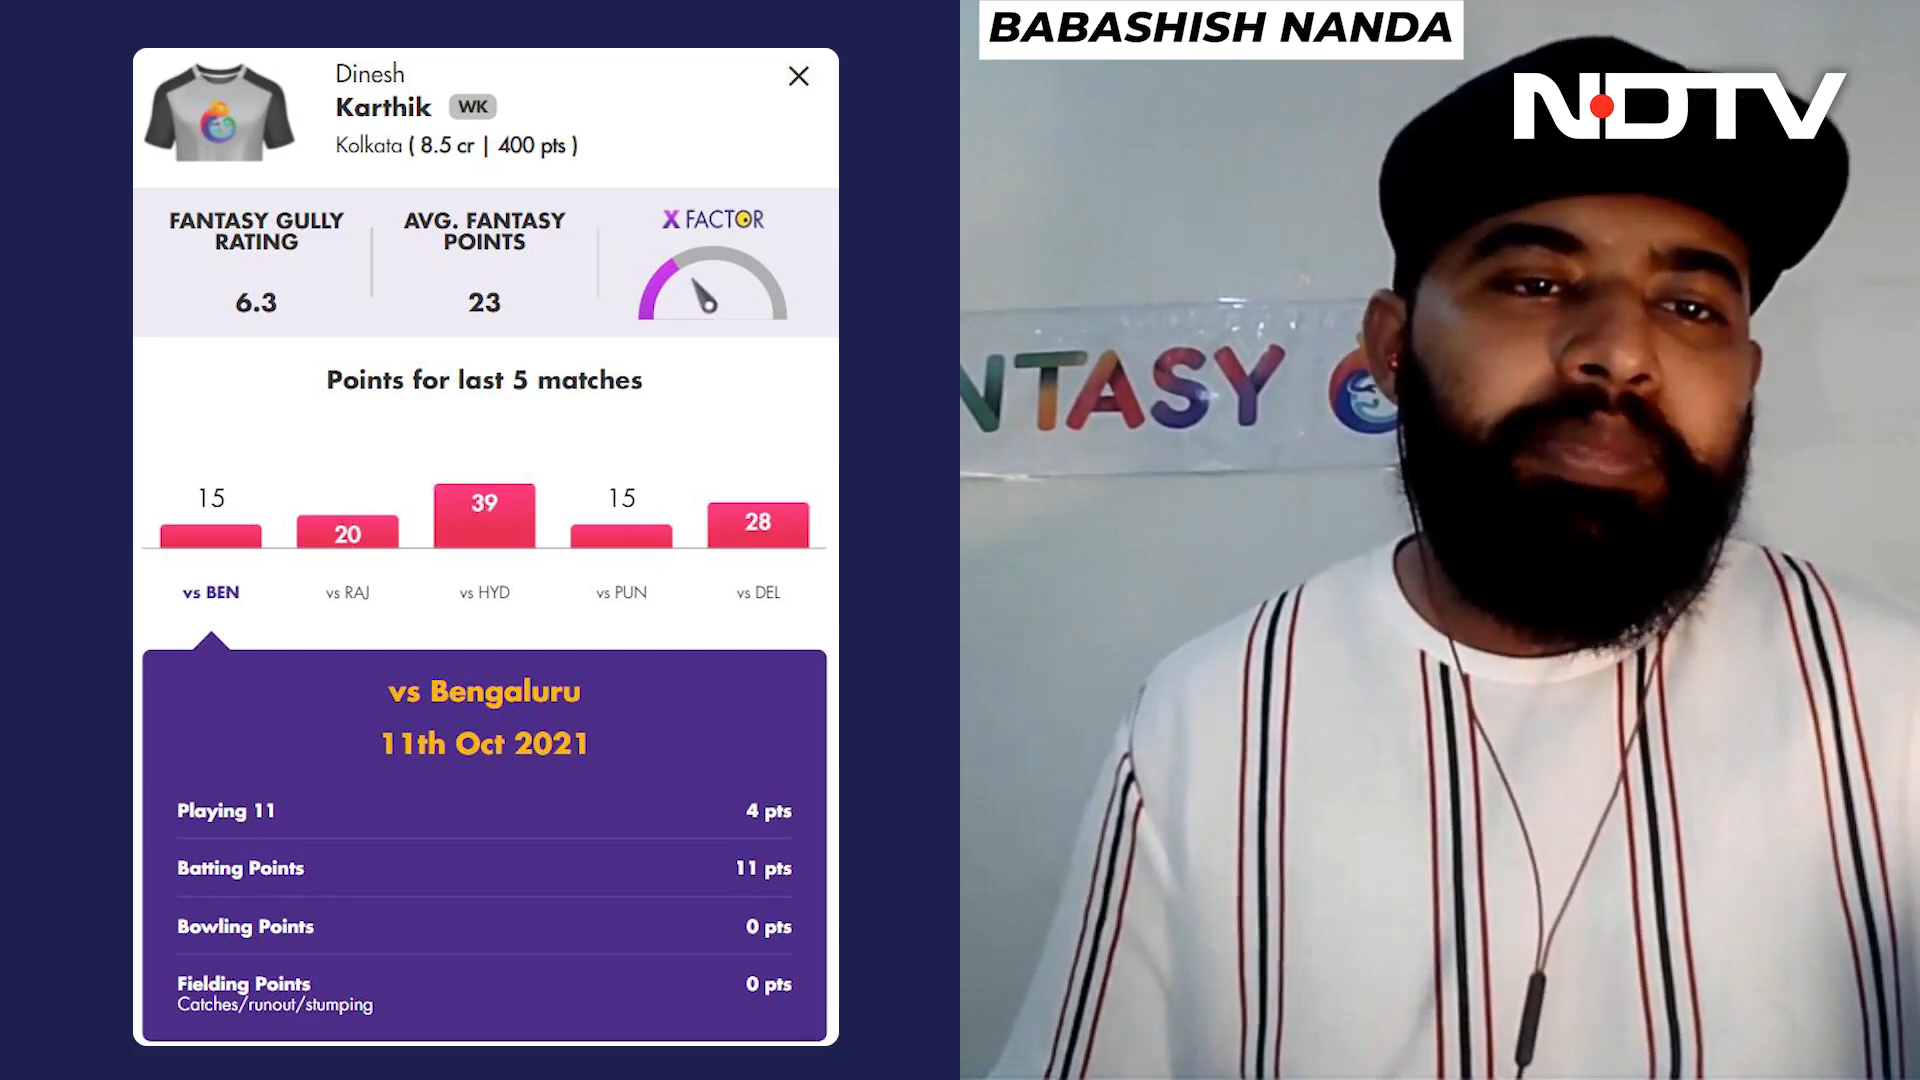 Dinesh
Karthik WK
Kolkata ( 8.5 cr | 400 pts )
FANTASY GULLY
RATING
6.3
AVG. FANTASY
POINTS
23
X FACTOR
Points for last 5 matches
15 20 39 15 28
vs BEN vs RAJ vs HYD vs PUN vs DEL
vs Bengaluru
11th Oct 2021
Playing 11 4 pts
Batting Points 11 pts
Bowling Points 0 pts
Fielding Points 0 pts
Catches/runout/stumping
BABASHISH NANDA
NDTV
NTASY